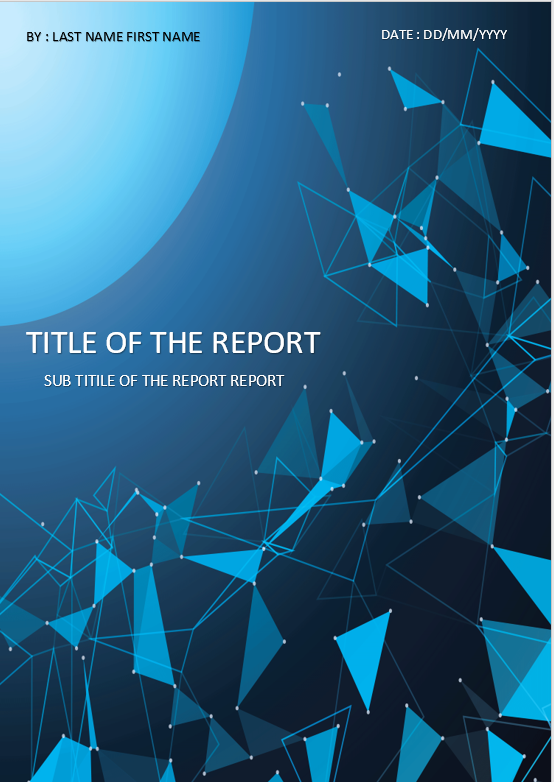 BY : LAST NAME FIRST NAME
DATE : DD/MM/YYYY
TITLE OF THE REPORT
SUB TITILE OF THE REPORT REPORT